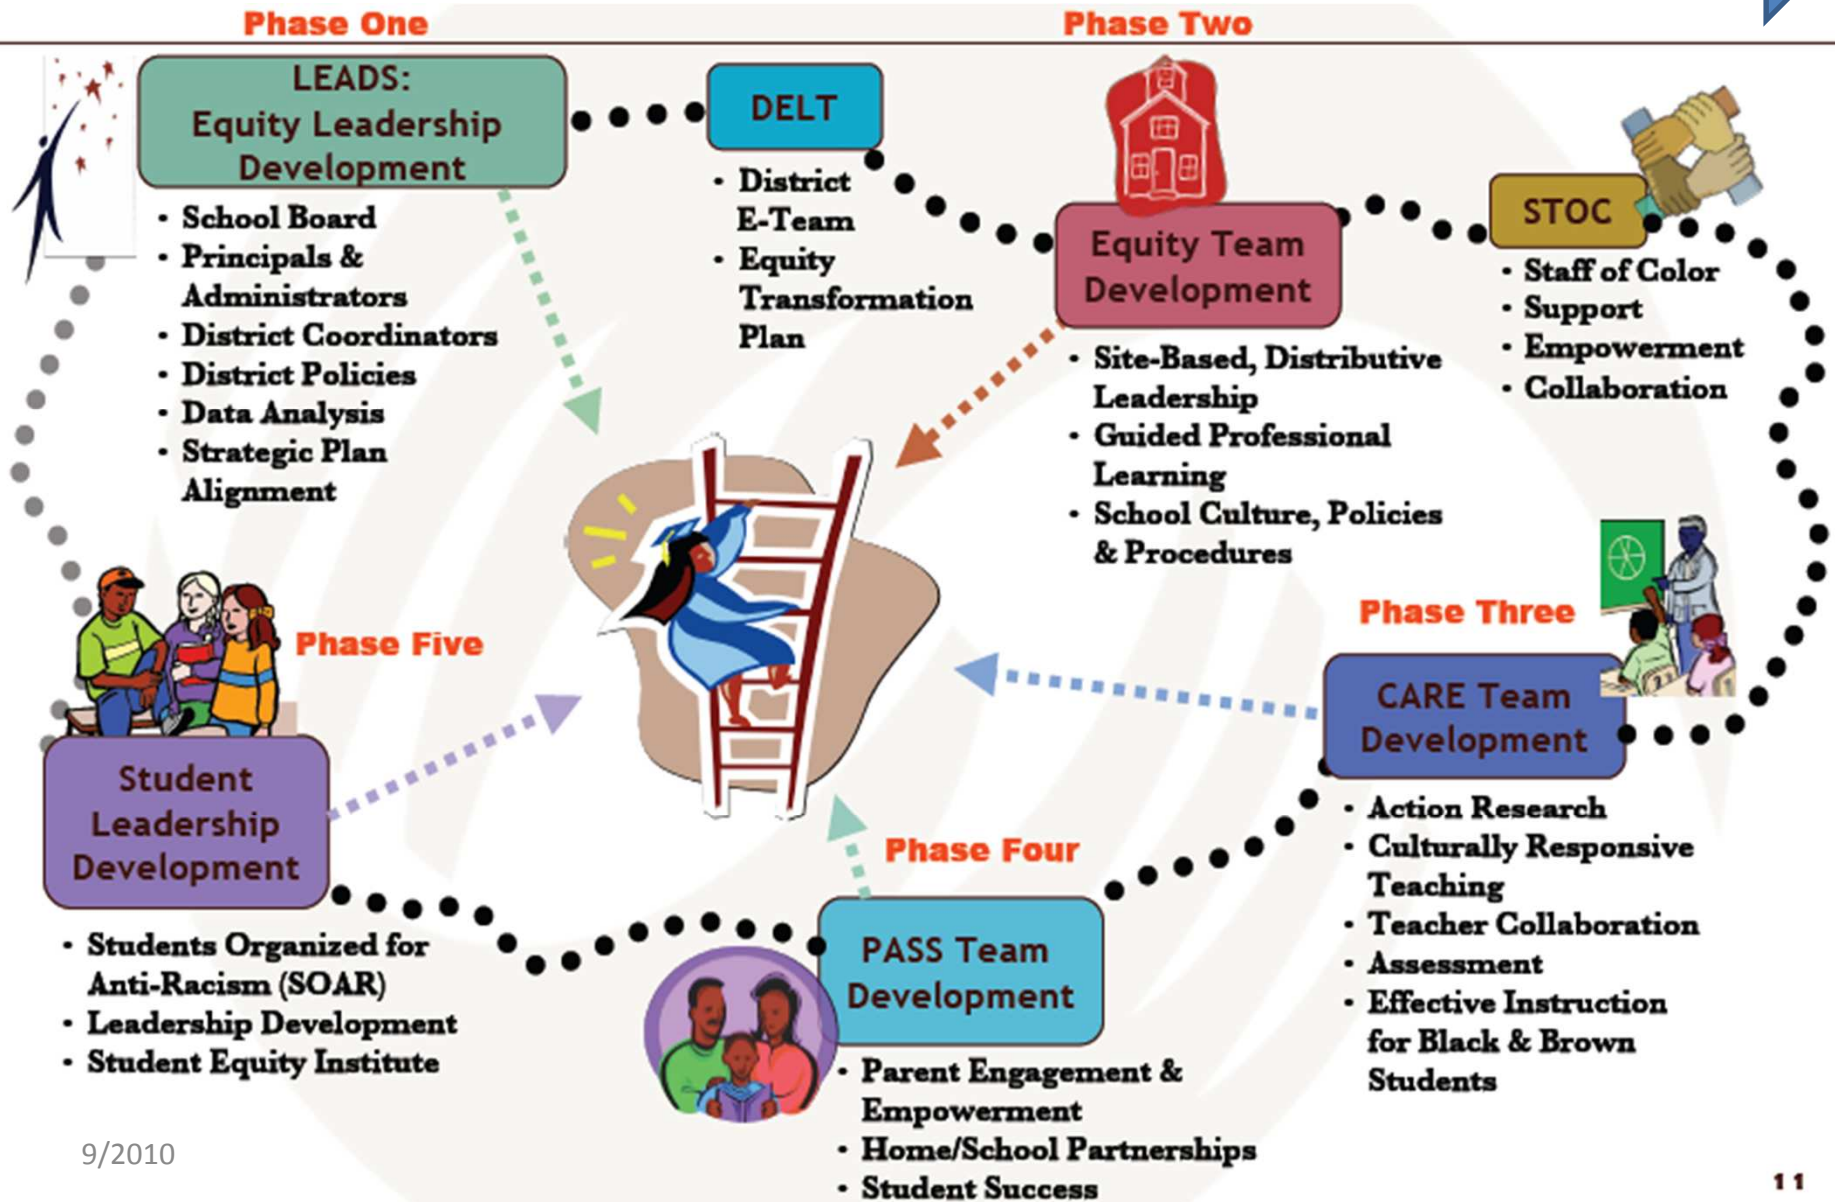 Phase One
LEADS:
Equity Leadership
Development
• School Board
• Principals &
Administrators
• District Coordinators
• District Policies
• Data Analysis
• Strategic Plan
Alignment
DELT
• District
E-Team
• Equity
Transformation
Plan
Phase Two
Equity Team
Development
• Site-Based, Distributive
Leadership
• Guided Professional
Learning
• School Culture, Policies
& Procedures
STOC
• Staff of Color
• Support
• Empowerment
• Collaboration
Phase Three
CARE Team
Development
• Action Research
• Culturally Responsive
Teaching
• Teacher Collaboration
• Assessment
• Effective Instruction
for Black & Brown
Students
Phase Four
PASS Team
Development
• Parent Engagement &
Empowerment
• Home/School Partnerships
• Student Success
Phase Five
Student
Leadership
Development
• Students Organized for
Anti-Racism (SOAR)
• Leadership Development
• Student Equity Institute
9/2010
11